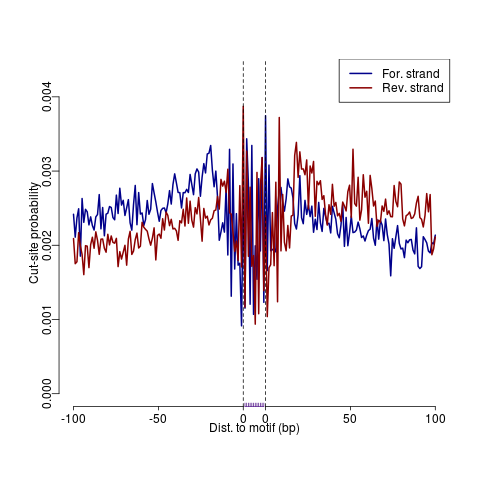 For. strand
Rev. strand
Cut-site probability
0.004
0.003
0.002
0.001
0.000
-100 -50 0 0 50 100
Dist. to motif (bp)